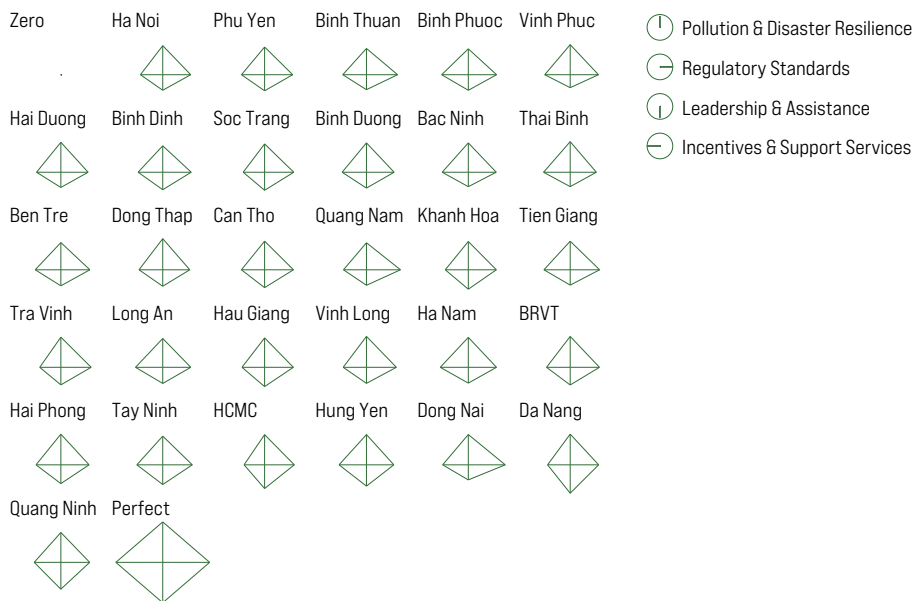 Zero Ha Noi Phu Yen Binh Thuan Binh Phuoc Vinh Phuc
Hai Duong Binh Dinh Soc Trang Binh Duong Bac Ninh Thai Binh
Ben Tre Dong Thap Can Tho Quang Nam Khanh Hoa Tien Giang
Tra Vinh Long An Hau Giang Vinh Long Ha Nam BRVT
Hai Phong Tay Ninh HCMC Hung Yen Dong Nai Da Nang
Quang Ninh Perfect
Pollution & Disaster Resilience
Regulatory Standards
Leadership & Assistance
Incentives & Support Services